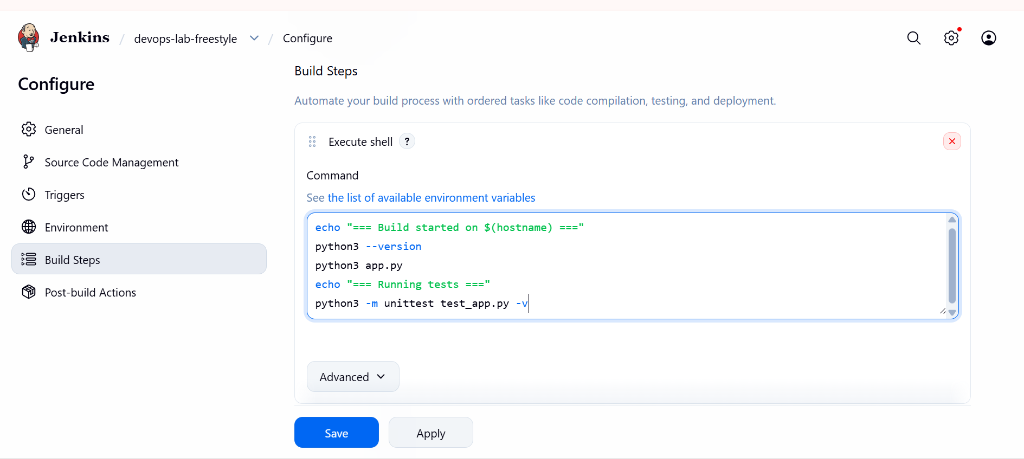 Jenkins / devops-lab-freestyle / Configure
Configure
General
Source Code Management
Triggers
Environment
Build Steps
Post-build Actions
Build Steps
Automate your build process with ordered tasks like code compilation, testing, and deployment.
Execute shell ?
Command
See the list of available environment variables
echo "=== Build started on $(hostname) ==="
python3 --version
python3 app.py
echo "=== Running tests ==="
python3 -m unittest test_app.py -v
Advanced
Save
Apply